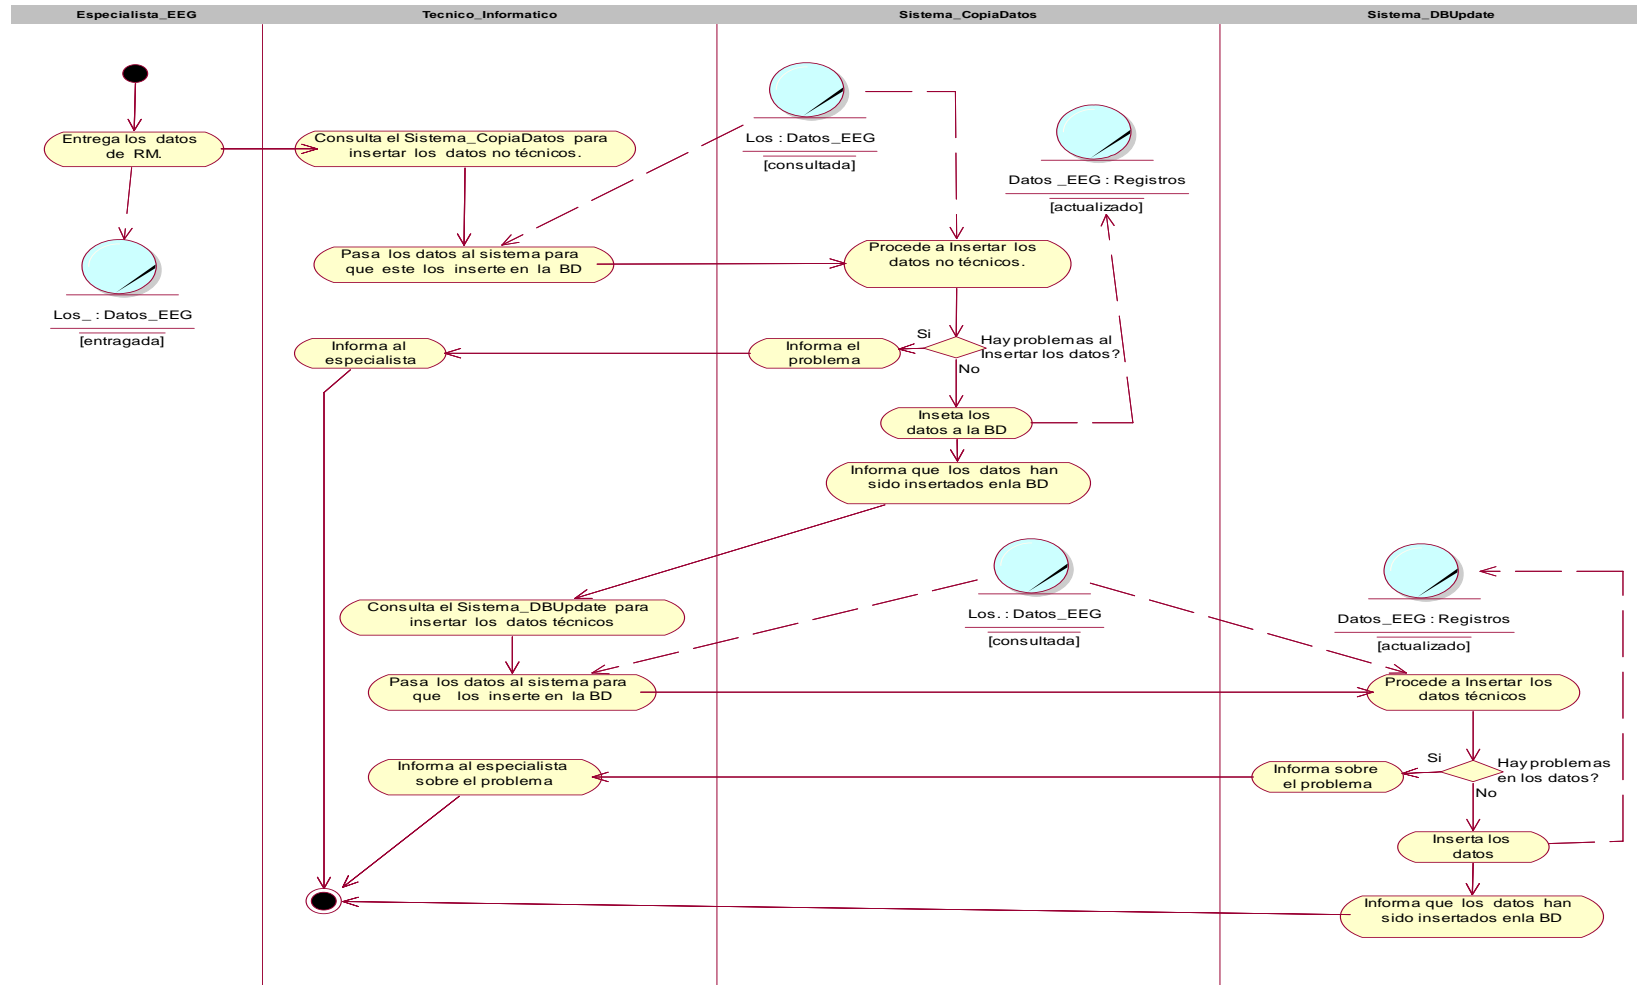 Especialista_EEG
Tecnico_Informatico
Sistema_CopiaDatos
Sistema_DBUpdate
Entrega los datos
de RM.
Consulta el Sistema_CopiaDatos para
insertar los datos no técnicos.
Los : Datos_EEG
[consultada]
Datos _EEG : Registros
[actualizado]
Pasa los datos al sistema para
que este los inserte en la BD
Procede a Insertar los
datos no técnicos.
Los_ : Datos_EEG
[entragada]
Informa al
especialista
Informa el
problema
Si
Hay problemas al
Insertar los datos?
No
Inseta los
datos a la BD
Informa que los datos han
sido insertados enla BD
Consulta el Sistema_DBUpdate para
insertar los datos técnicos
Los. : Datos_EEG
[consultada]
Datos_EEG : Registros
[actualizado]
Pasa los datos al sistema para
que los inserte en la BD
Procede a Insertar los
datos técnicos
Informa al especialista
sobre el problema
Informa sobre
el problema
Si
Hay problemas
en los datos?
No
Inserta los
datos
Informa que los datos han
sido insertados enla BD